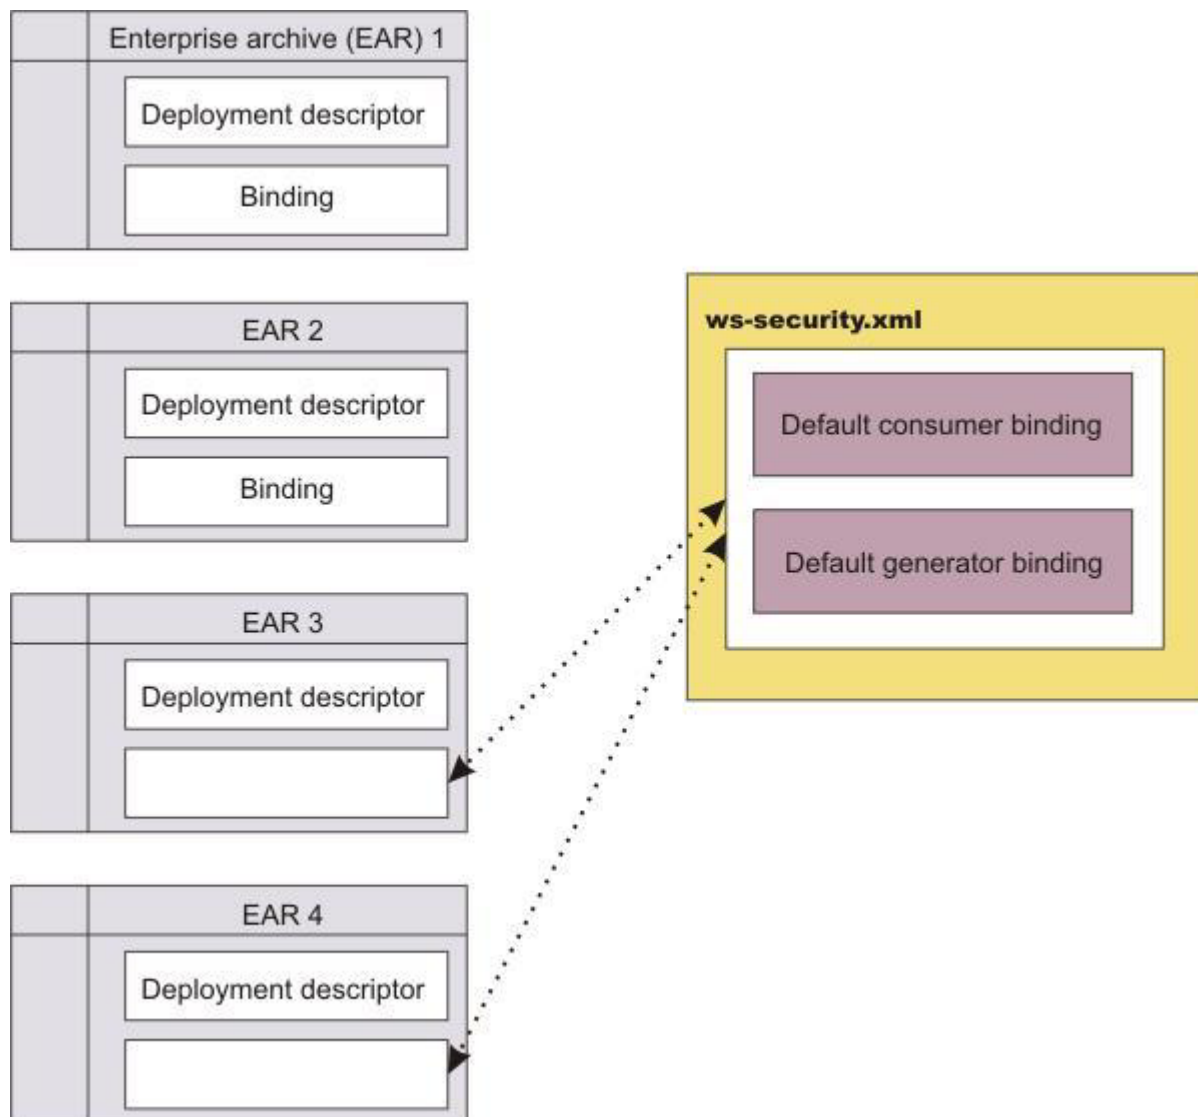 Enterprise archive (EAR) 1
Deployment descriptor
Binding
EAR 2
Deployment descriptor
Binding
EAR 3
Deployment descriptor
EAR 4
Deployment descriptor
ws-security.xml
Default consumer binding
Default generator binding